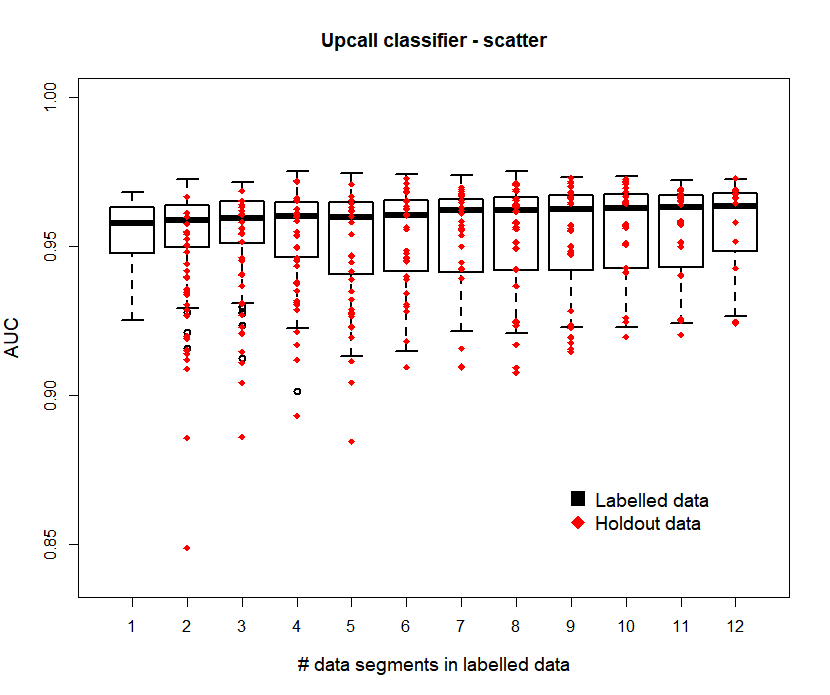 Upcall classifier - scatter
AUC
1.00
0.95
0.90
0.85
Labelled data
Holdout data
1 2 3 4 5 6 7 8 9 10 11 12
# data segments in labelled data